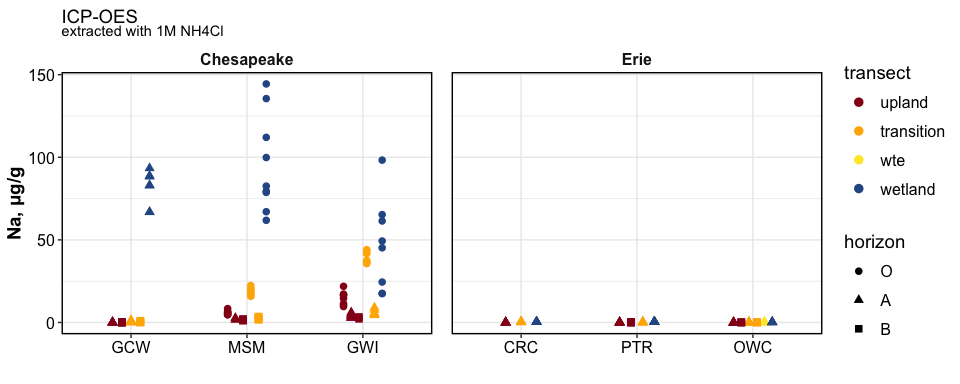 ICP-OES
extracted with 1M NH4Cl
Chesapeake
Erie
Na, µg/g
150
100
50
0
GCW
MSM
GWI
CRC
PTR
OWC
transect
upland
transition
wte
wetland
horizon
O
A
B